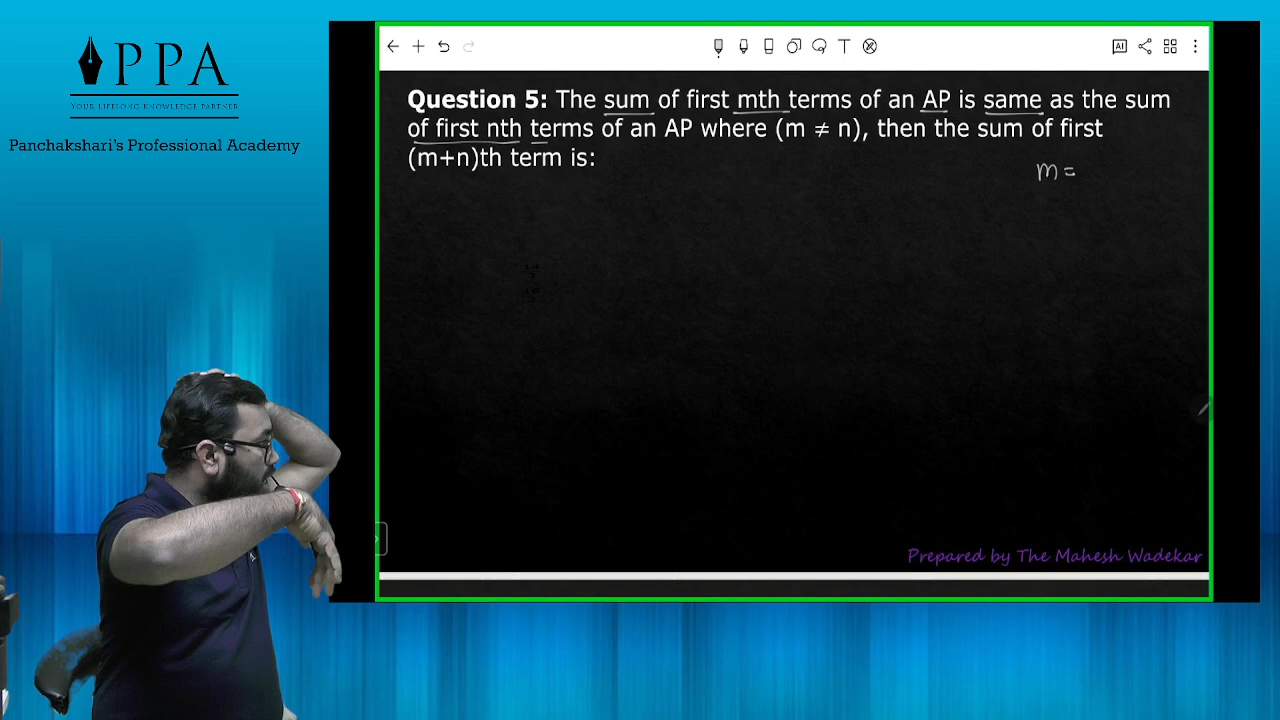 PPA
YOUR LIFELONG KNOWLEDGE PARTNER
Panchakshari's Professional Academy
AI
Question 5: The sum of first mth terms of an AP is same as the sum
of first nth terms of an AP where (m ≠ n), then the sum of first
(m+n)th term is:
m =
Prepared by The Mahesh Wadekar